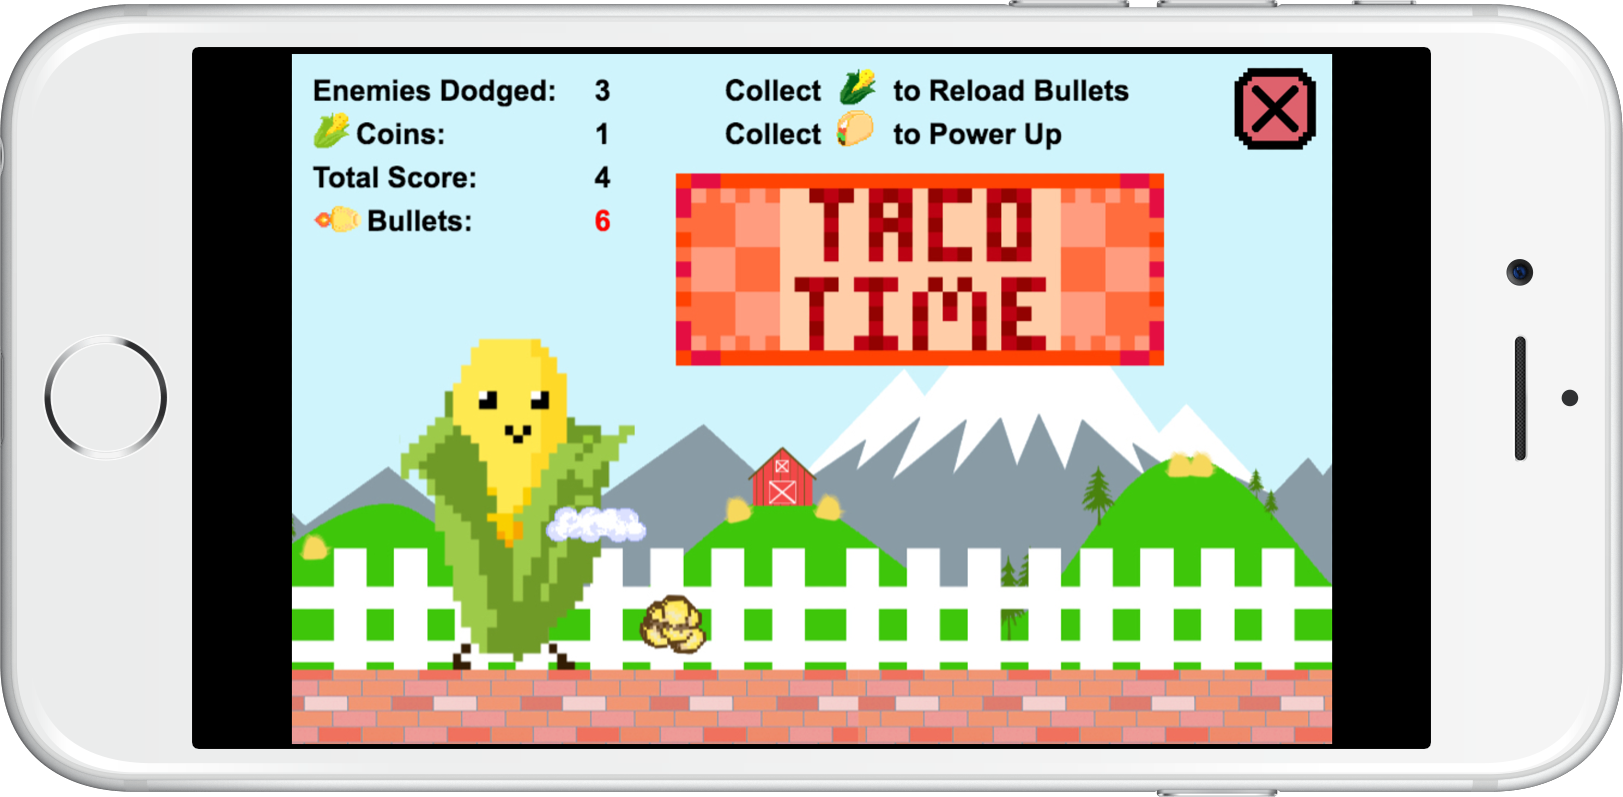 Enemies Dodged: 3
Coins: 1
Total Score: 4
Bullets: 6
Collect to Reload Bullets
Collect to Power Up
TACO
TIME